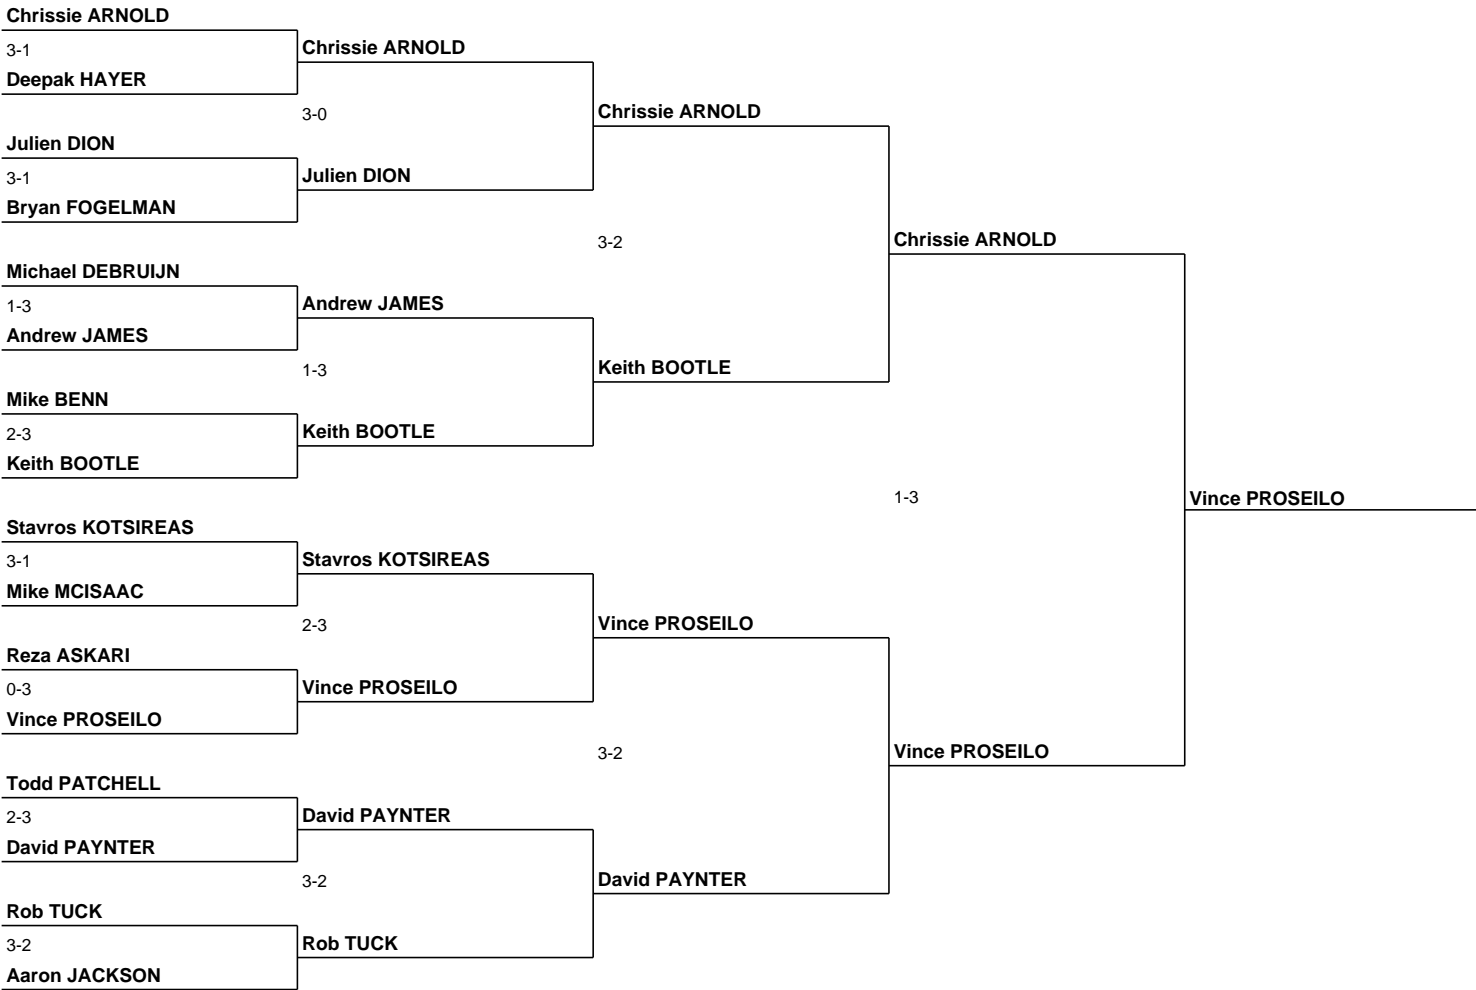 Chrissie ARNOLD
3-1
Deepak HAYER
Julien DION
3-1
Bryan FOGELMAN
Michael DEBRUIJN
1-3
Andrew JAMES
Mike BENN
2-3
Keith BOOTLE
Stavros KOTSIREAS
3-1
Mike MCISAAC
Reza ASKARI
0-3
Vince PROSEILO
Todd PATCHELL
2-3
David PAYNTER
Rob TUCK
3-2
Aaron JACKSON
Chrissie ARNOLD
3-0
Julien DION
Andrew JAMES
1-3
Keith BOOTLE
Stavros KOTSIREAS
2-3
Vince PROSEILO
David PAYNTER
3-2
Rob TUCK
Chrissie ARNOLD
3-2
Keith BOOTLE
Vince PROSEILO
3-2
David PAYNTER
Chrissie ARNOLD
1-3
Vince PROSEILO
Vince PROSEILO